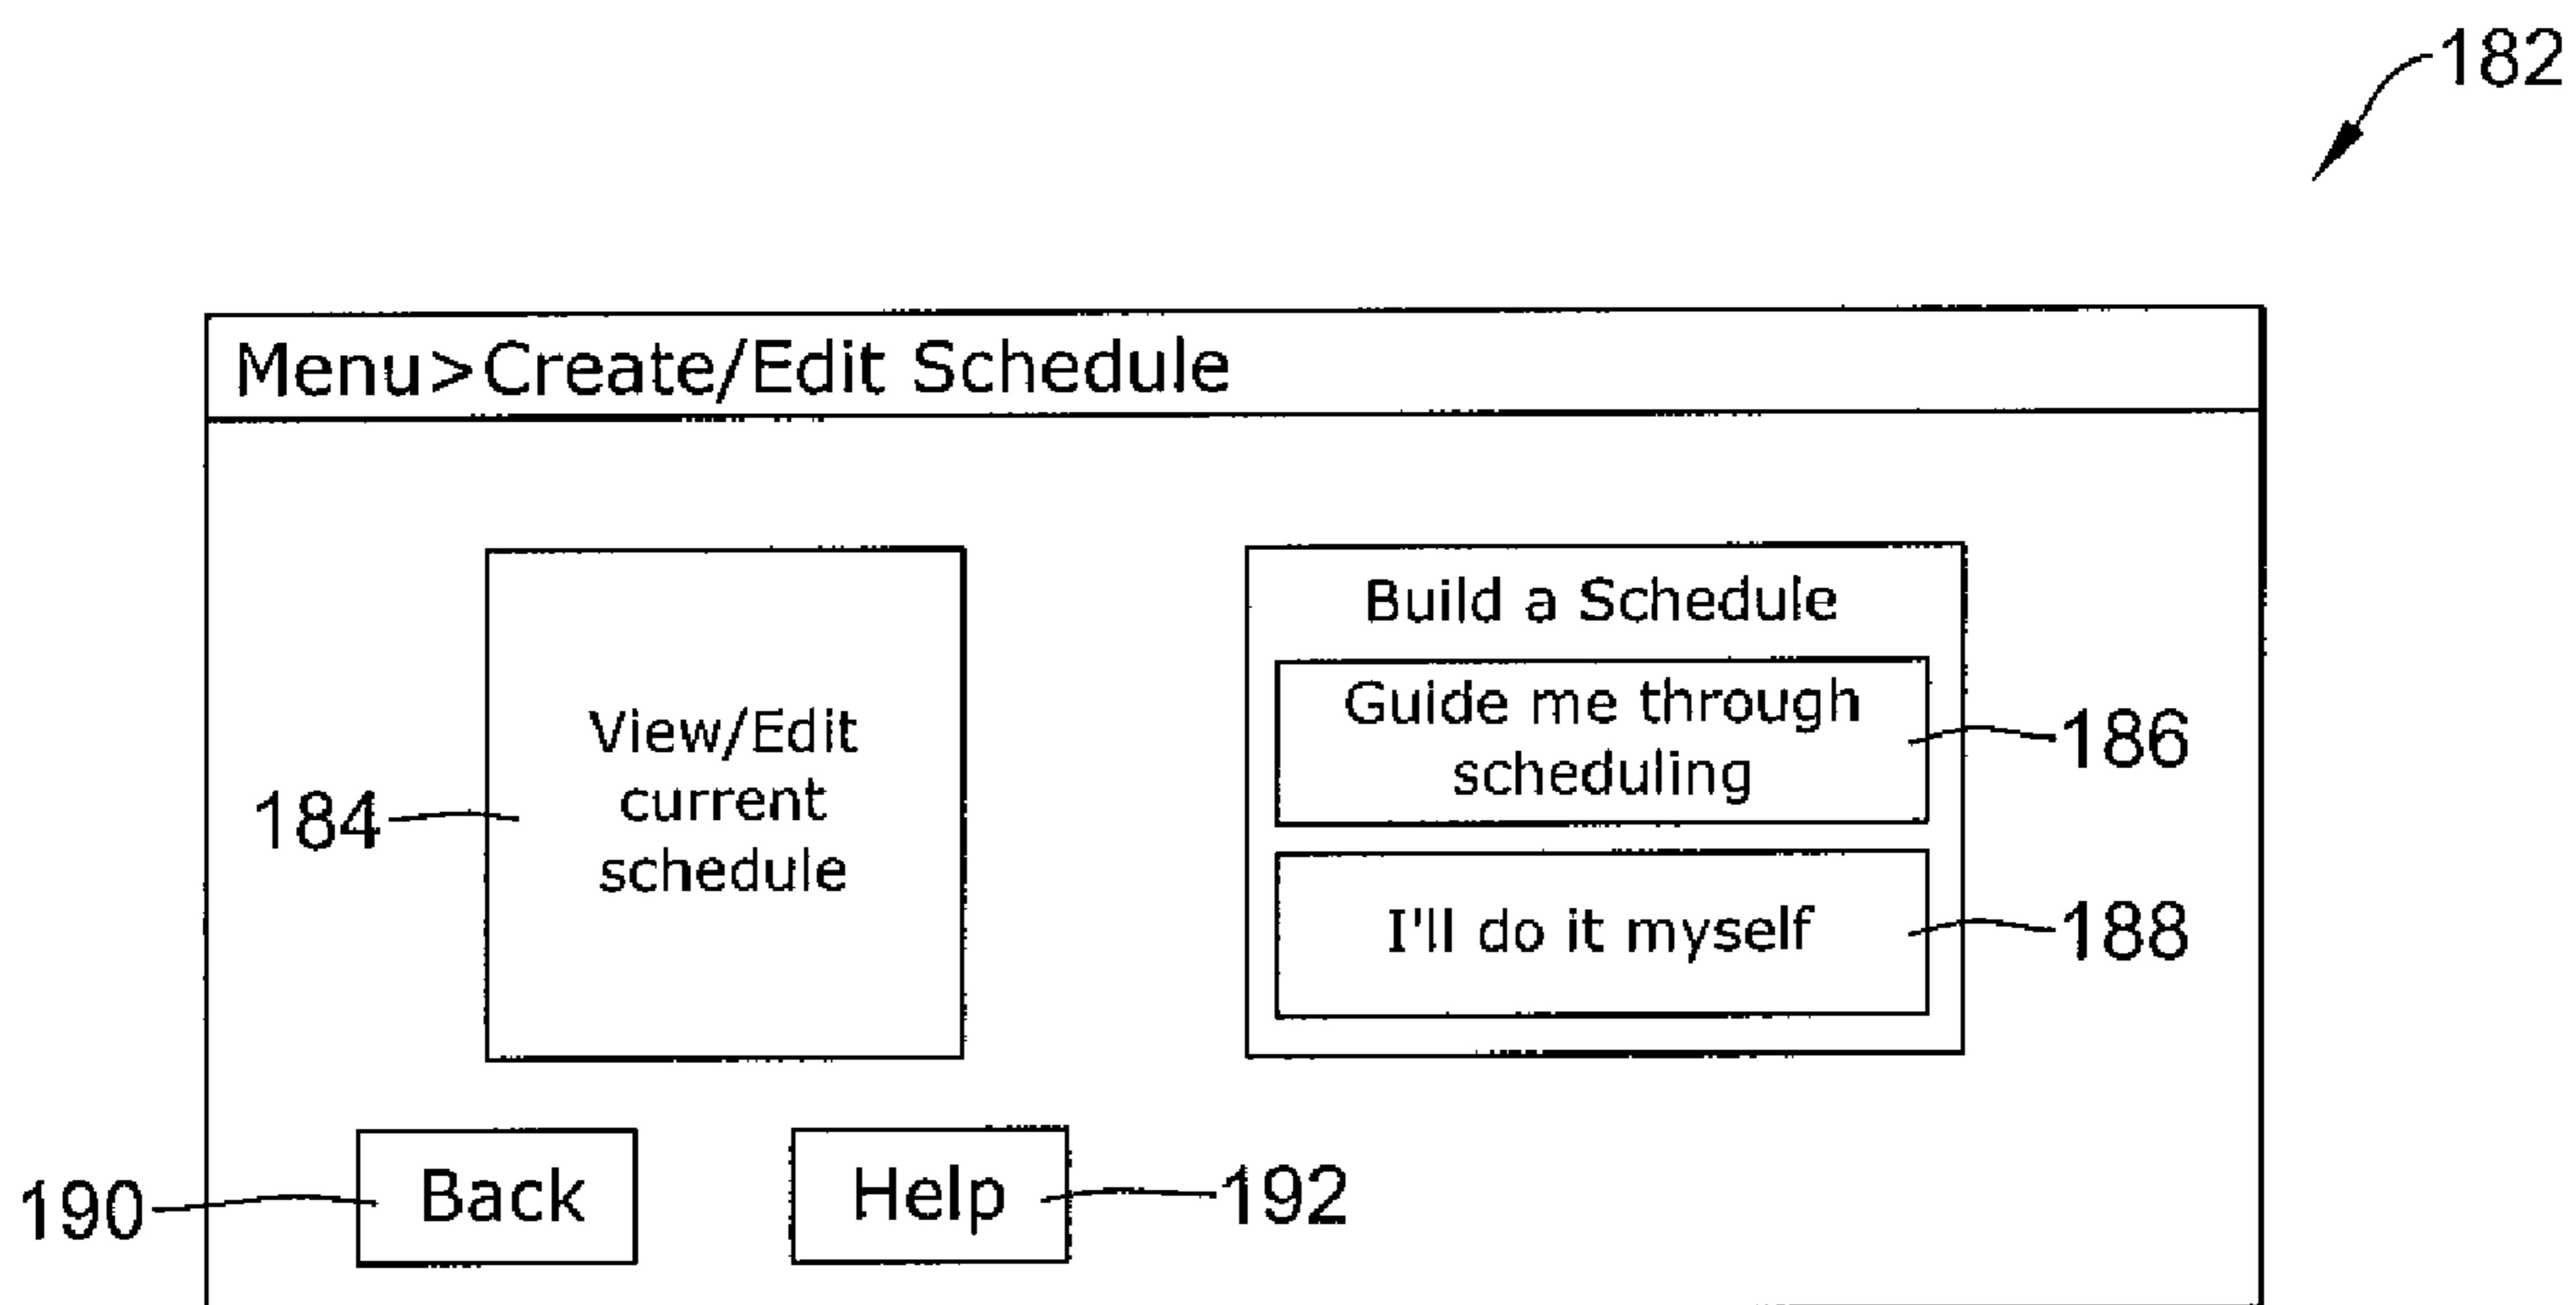 182
Menu>Create/Edit Schedule
View/Edit
current
schedule
184
Build a Schedule
Guide me through
scheduling
186
I'll do it myself
188
190
Back
Help
192